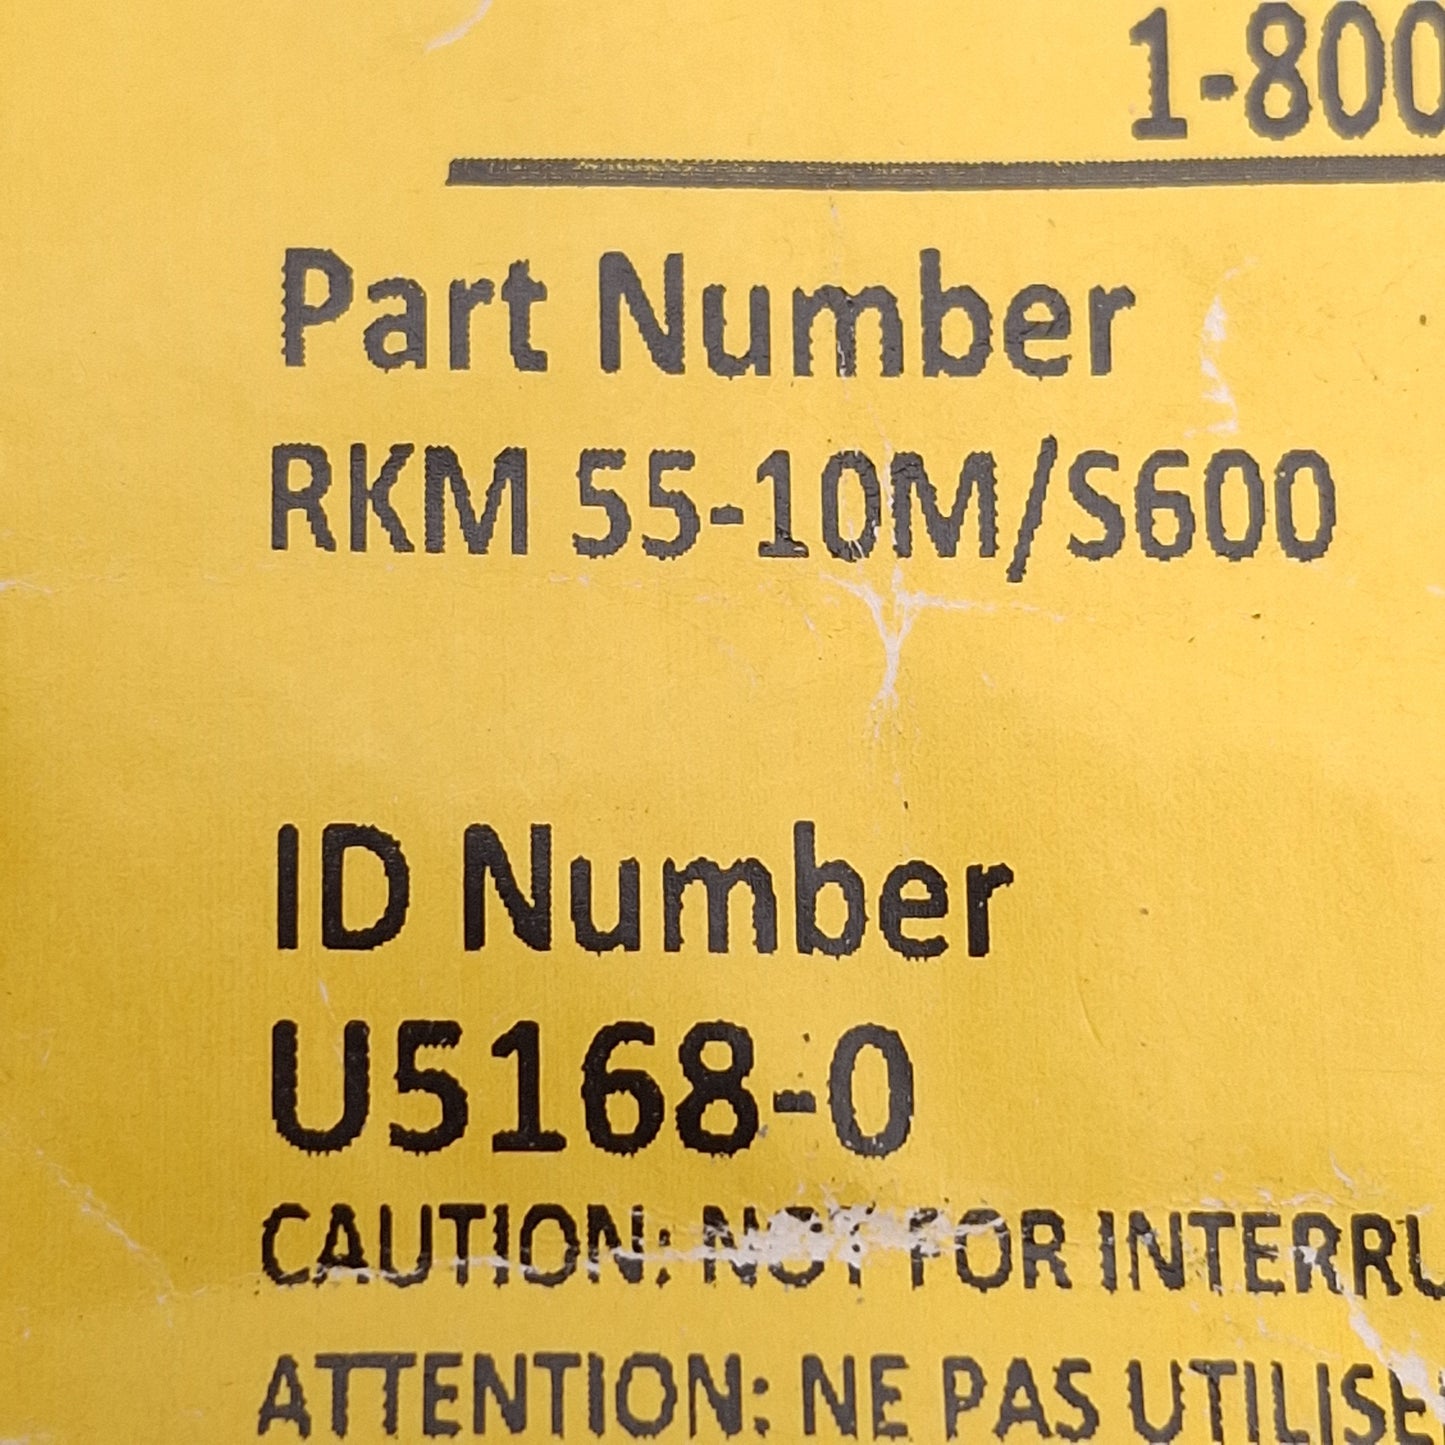 1-800
Part Number
RKM 55-10M/S600
ID Number
U5168-0
CAUTION: NOT FOR INTERRU
ATTENTION: NE PAS UTILISE